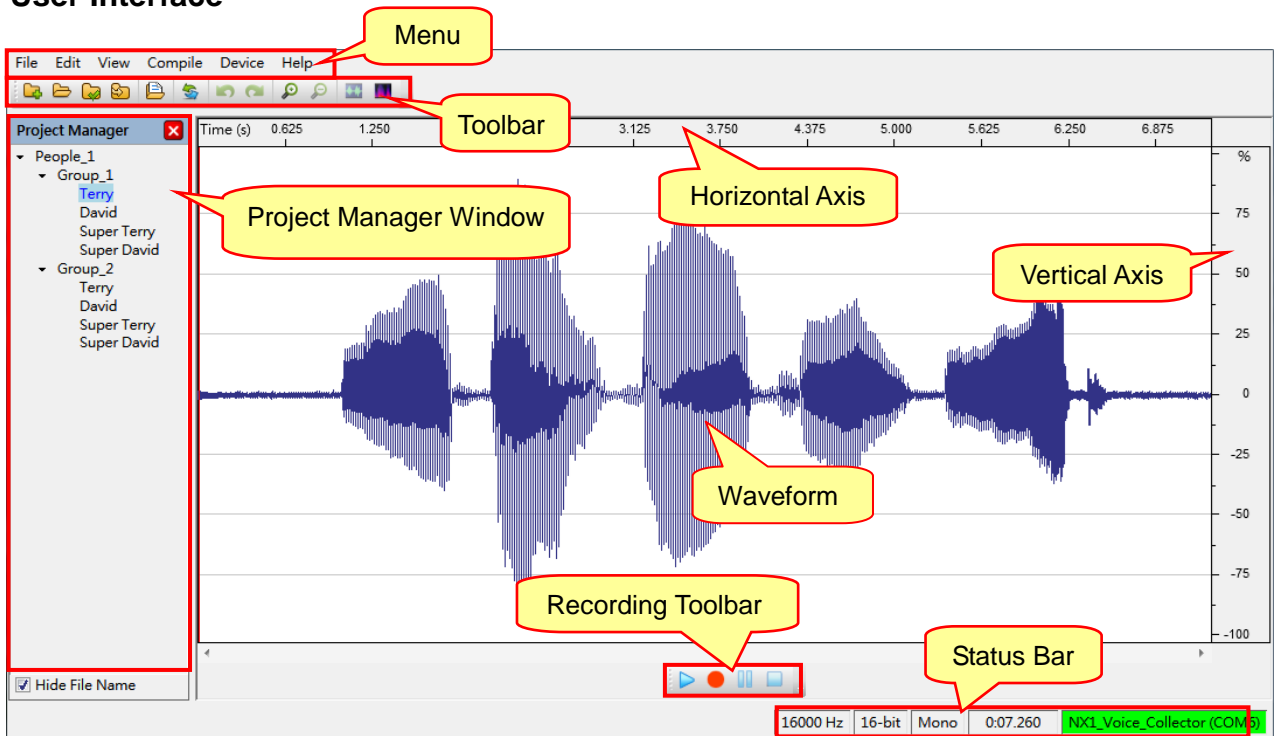 User Interface
Menu
File Edit View Compile Device Help
Toolbar
Project Manager
Time (s) 0.625 1.250 3.125 3.750 4.375 5.000 5.625 6.250 6.875
People_1
Group_1
Terry
David
Super Terry
Super David
Group_2
Terry
David
Super Terry
Super David
Project Manager Window
Horizontal Axis
Vertical Axis
%
75
50
25
0
-25
-50
-75
-100
Waveform
Recording Toolbar
Status Bar
Hide File Name
16000 Hz 16-bit Mono 0:07.260 NX1_Voice_Collector (COM5)